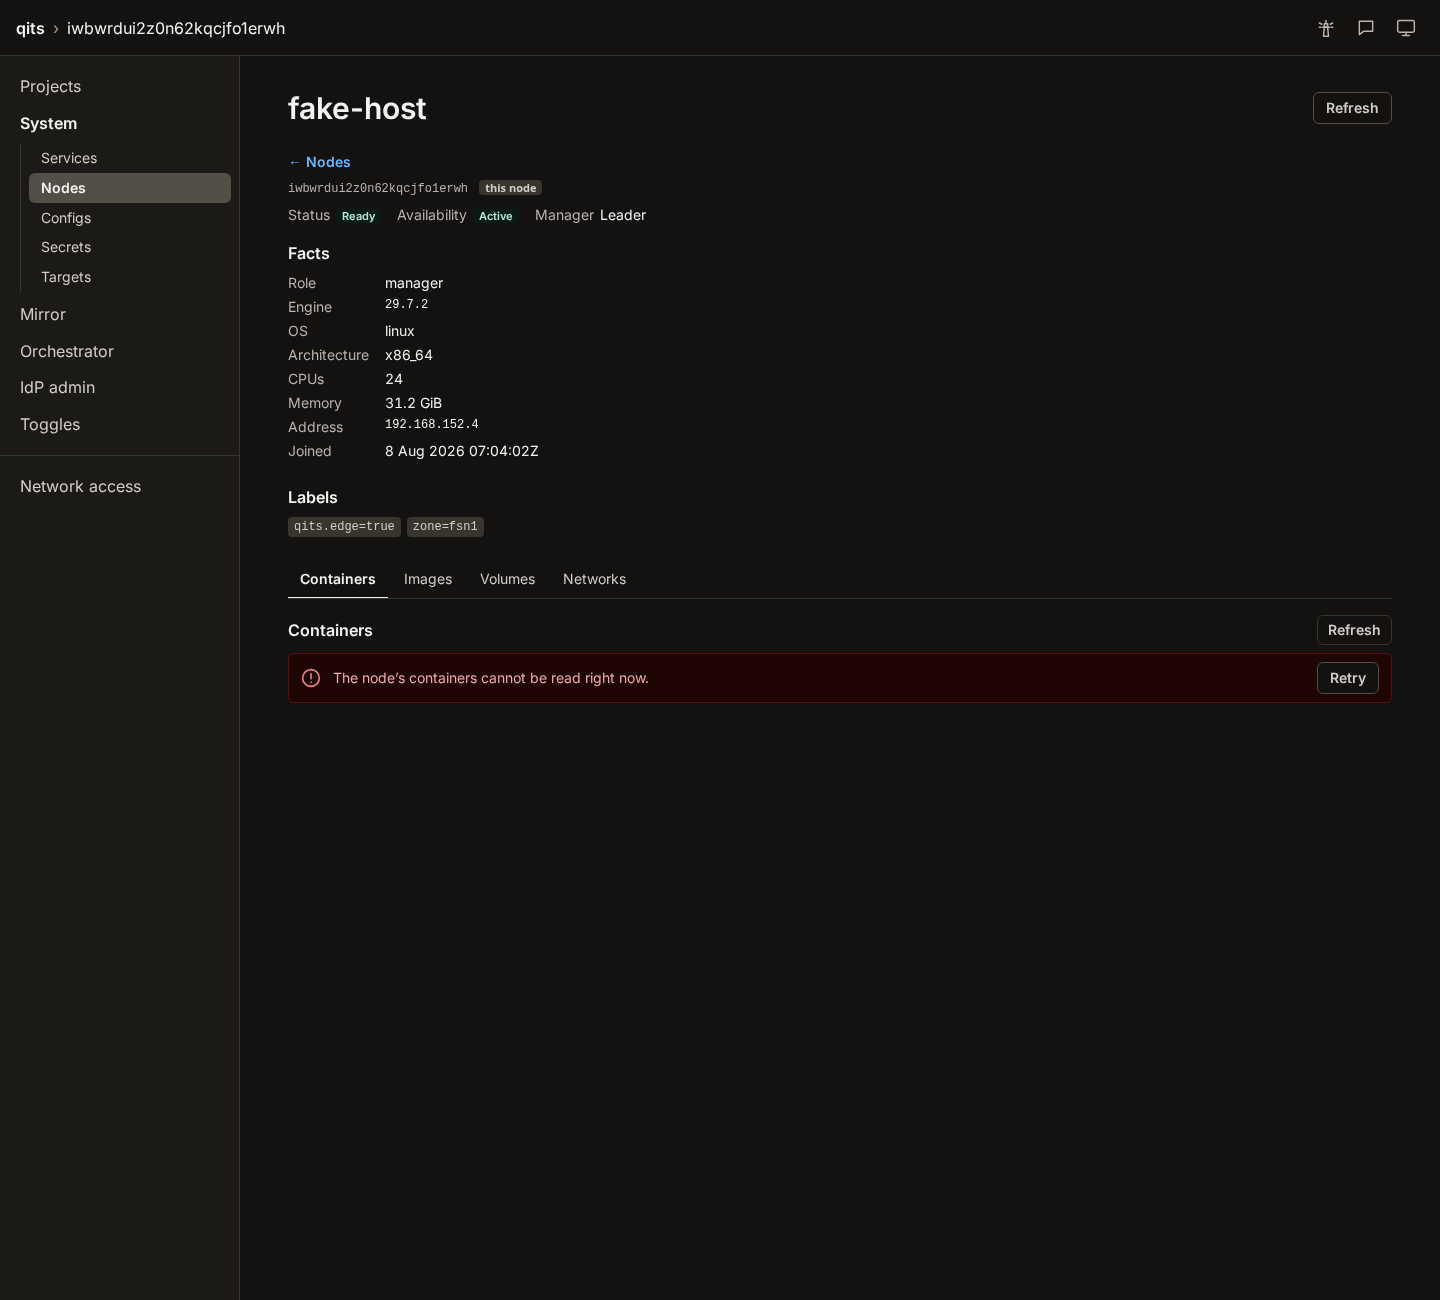 qits › iwbwrdui2z0n62kqcjfo1erwh
Projects
System
Services
Nodes
Configs
Secrets
Targets
Mirror
Orchestrator
IdP admin
Toggles
Network access
fake-host
Refresh
← Nodes
iwbwrdui2z0n62kqcjfo1erwh this node
Status Ready Availability Active Manager Leader
Facts
Role manager
Engine 29.7.2
OS linux
Architecture x86_64
CPUs 24
Memory 31.2 GiB
Address 192.168.152.4
Joined 8 Aug 2026 07:04:02Z
Labels
qits.edge=true zone=fsn1
Containers Images Volumes Networks
Containers Refresh
The node’s containers cannot be read right now. Retry